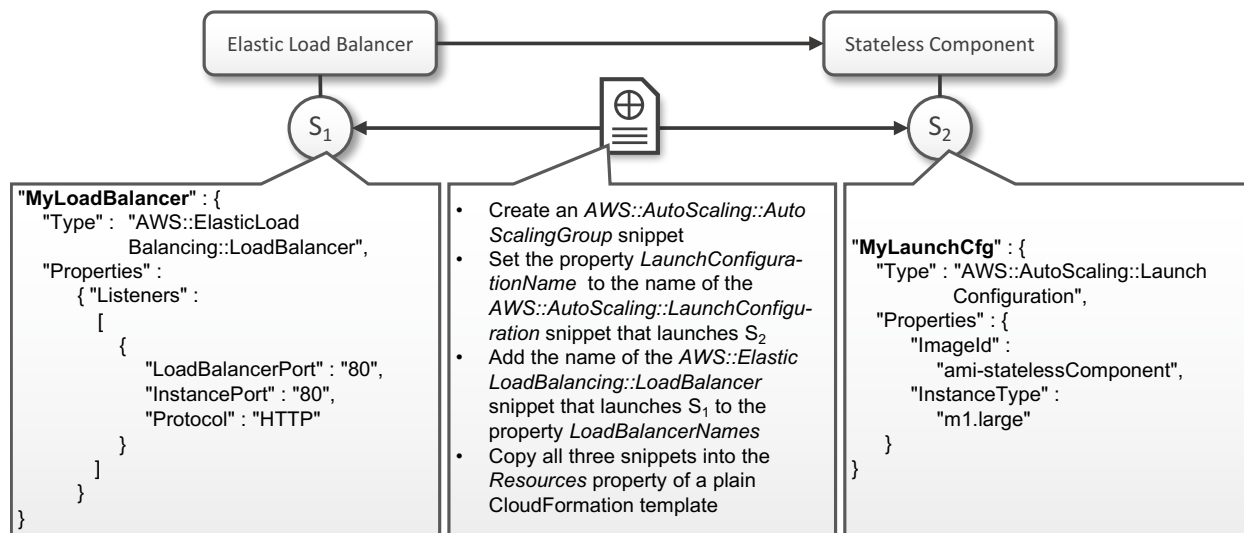 Elastic Load Balancer
Stateless Component
S1
S2
"MyLoadBalancer" : {
"Type" : "AWS::ElasticLoad
Balancing::LoadBalancer",
"Properties" :
{ "Listeners" :
[
{
"LoadBalancerPort" : "80",
"InstancePort" : "80",
"Protocol" : "HTTP"
}
]
}
}
• Create an AWS::AutoScaling::Auto
ScalingGroup snippet
• Set the property LaunchConfigura-
tionName to the name of the
AWS::AutoScaling::LaunchConfigu-
ration snippet that launches S2
• Add the name of the AWS::Elastic
LoadBalancing::LoadBalancer
snippet that launches S1 to the
property LoadBalancerNames
• Copy all three snippets into the
Resources property of a plain
CloudFormation template
"MyLaunchCfg" : {
"Type" : "AWS::AutoScaling::Launch
Configuration",
"Properties" : {
"ImageId" :
"ami-statelessComponent",
"InstanceType" :
"m1.large"
}
}